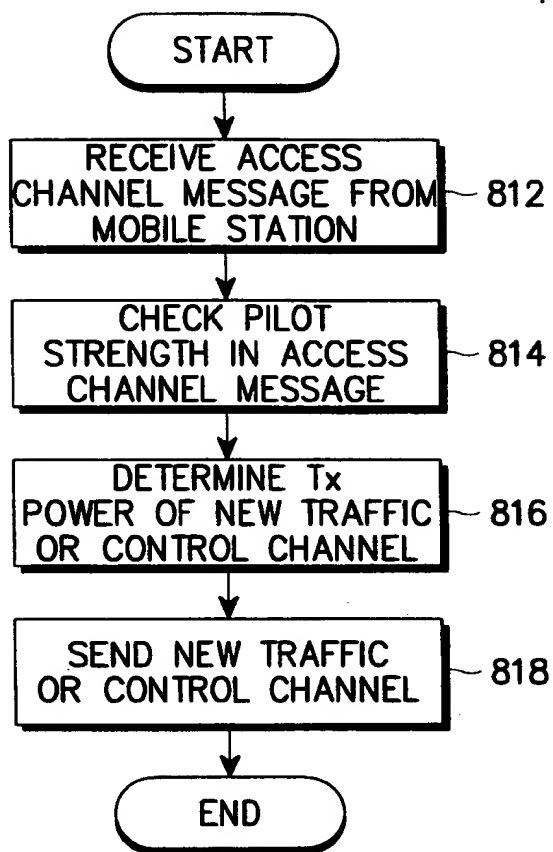 START
RECEIVE ACCESS
CHANNEL MESSAGE FROM
MOBILE STATION
812
CHECK PILOT
STRENGTH IN ACCESS
CHANNEL MESSAGE
814
DETERMINE Tx
POWER OF NEW TRAFFIC
OR CONTROL CHANNEL
816
SEND NEW TRAFFIC
OR CONTROL CHANNEL
818
END